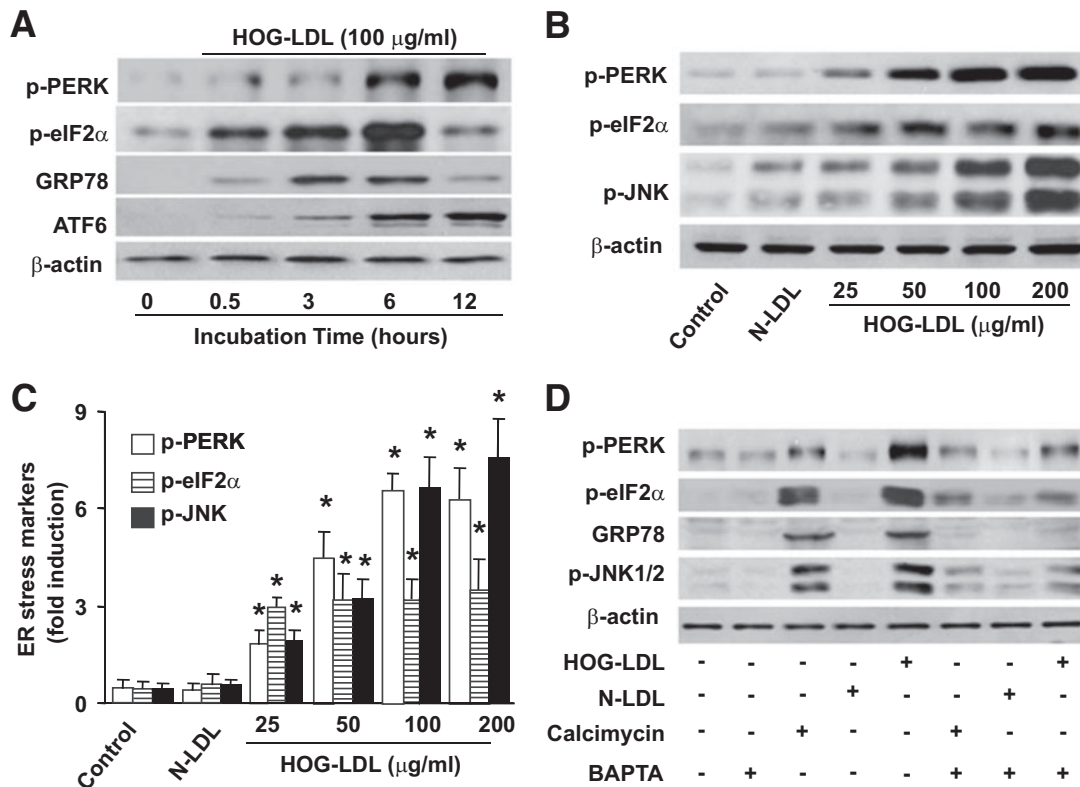 A
HOG-LDL (100 μg/ml)
p-PERK
p-eIF2α
GRP78
ATF6
β-actin
0 0.5 3 6 12
Incubation Time (hours)
B
p-PERK
p-eIF2α
p-JNK
β-actin
Control N-LDL 25 50 100 200
HOG-LDL (μg/ml)
C
ER stress markers
(fold induction)
9
6
3
0
p-PERK
p-eIF2α
p-JNK
* * *
* * *
* * *
* * *
Control N-LDL 25 50 100 200
HOG-LDL (μg/ml)
D
p-PERK
p-eIF2α
GRP78
p-JNK1/2
β-actin
HOG-LDL - - - - + - - +
N-LDL - - - + - - + -
Calcimycin - - + - - + - -
BAPTA - + - - - + + +